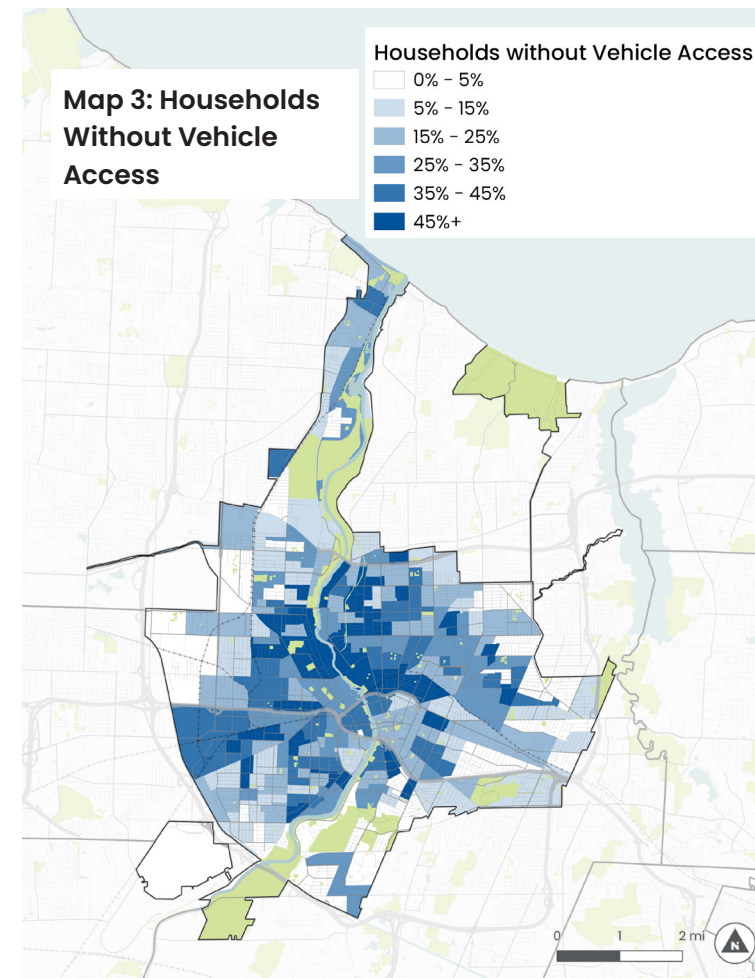 Map 3: Households
Without Vehicle
Access
Households without Vehicle Access
0% - 5%
5% - 15%
15% - 25%
25% - 35%
35% - 45%
45%+
0 1 2 mi
N